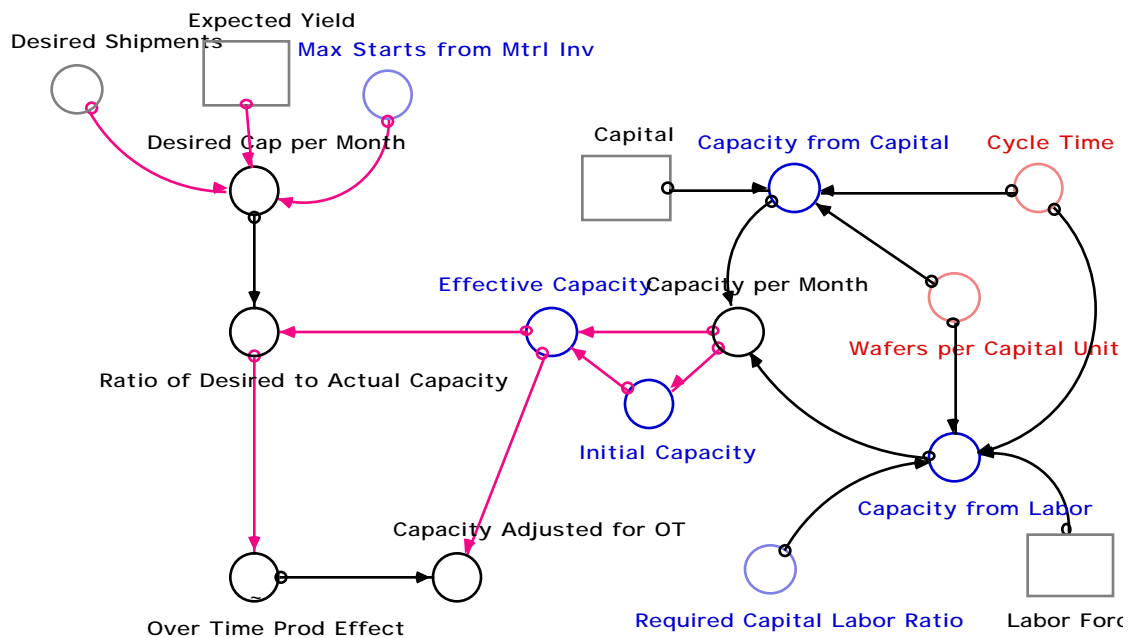 Expected Yield
Desired Shipments
Max Starts from Mtrl Inv
Desired Cap per Month
Capital
Capacity from Capital
Cycle Time
Effective Capacity
Capacity per Month
Wafers per Capital Unit
Ratio of Desired to Actual Capacity
Initial Capacity
Capacity from Labor
Capacity Adjusted for OT
~
Over Time Prod Effect
Required Capital Labor Ratio
Labor Forc